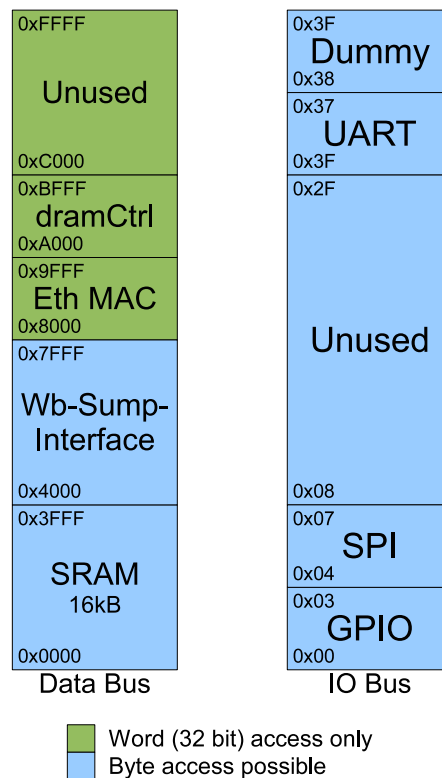 0xFFFF
Unused
0xC000
0xBFFF
dramCtrl
0xA000
0x9FFF
Eth MAC
0x8000
0x7FFF
Wb-Sump-
Interface
0x4000
0x3FFF
SRAM
16kB
0x0000
Data Bus
0x3F
Dummy
0x38
0x37
UART
0x3F
0x2F
Unused
0x08
0x07
SPI
0x04
0x03
GPIO
0x00
IO Bus
Word (32 bit) access only
Byte access possible